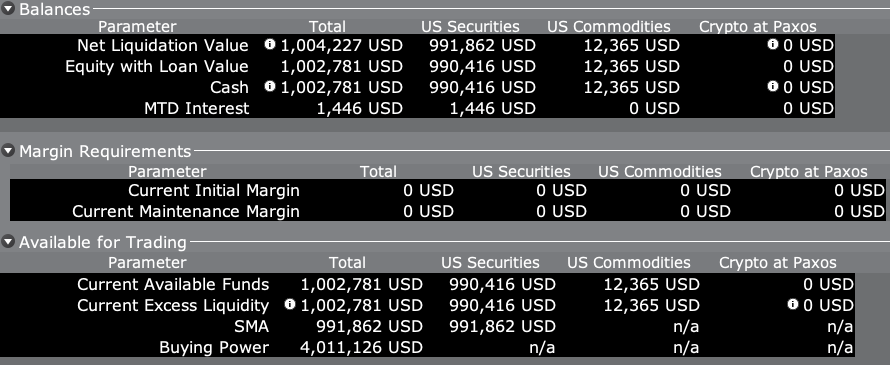 Balances
Parameter Total US Securities US Commodities Crypto at Paxos
Net Liquidation Value i 1,004,227 USD 991,862 USD 12,365 USD i 0 USD
Equity with Loan Value 1,002,781 USD 990,416 USD 12,365 USD 0 USD
Cash i 1,002,781 USD 990,416 USD 12,365 USD i 0 USD
MTD Interest 1,446 USD 1,446 USD 0 USD 0 USD
Margin Requirements
Parameter Total US Securities US Commodities Crypto at Paxos
Current Initial Margin 0 USD 0 USD 0 USD 0 USD
Current Maintenance Margin 0 USD 0 USD 0 USD 0 USD
Available for Trading
Parameter Total US Securities US Commodities Crypto at Paxos
Current Available Funds 1,002,781 USD 990,416 USD 12,365 USD 0 USD
Current Excess Liquidity i 1,002,781 USD 990,416 USD 12,365 USD i 0 USD
SMA 991,862 USD 991,862 USD n/a n/a
Buying Power 4,011,126 USD n/a n/a n/a